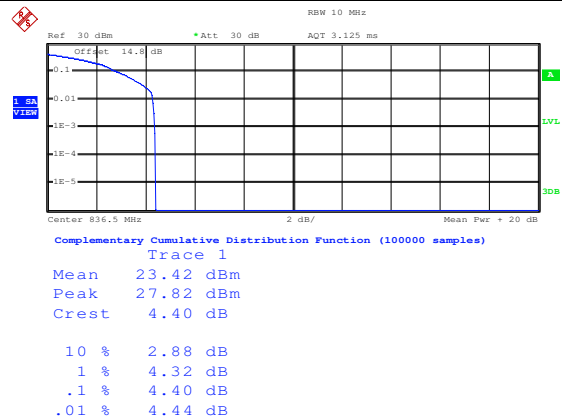 RBW 10 MHz
Ref 30 dBm *Att 30 dB AQT 3.125 ms
Offset 14.8 dB
0.1
A
1 SA
VIEW
0.01
1E-3
LVL
1E-4
1E-5
3DB
Center 836.5 MHz 2 dB/ Mean Pwr + 20 dB
Complementary Cumulative Distribution Function (100000 samples)
Trace 1
Mean 23.42 dBm
Peak 27.82 dBm
Crest 4.40 dB
10 % 2.88 dB
1 % 4.32 dB
.1 % 4.40 dB
.01 % 4.44 dB